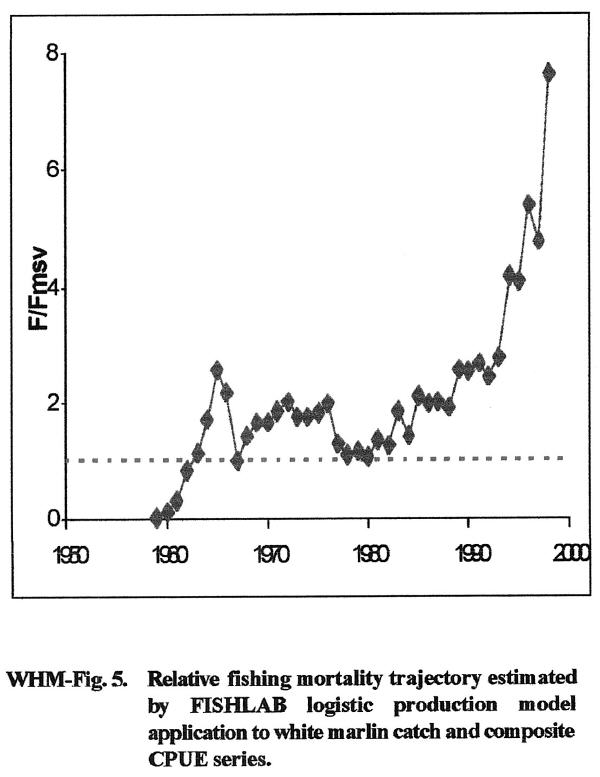 8
6
4
2
0
F/Fmsv
1950 1960 1970 1980 1990 2000
WHM-Fig. 5. Relative fishing mortality trajectory estimated
by FISHLAB logistic production model
application to white marlin catch and composite
CPUE series.